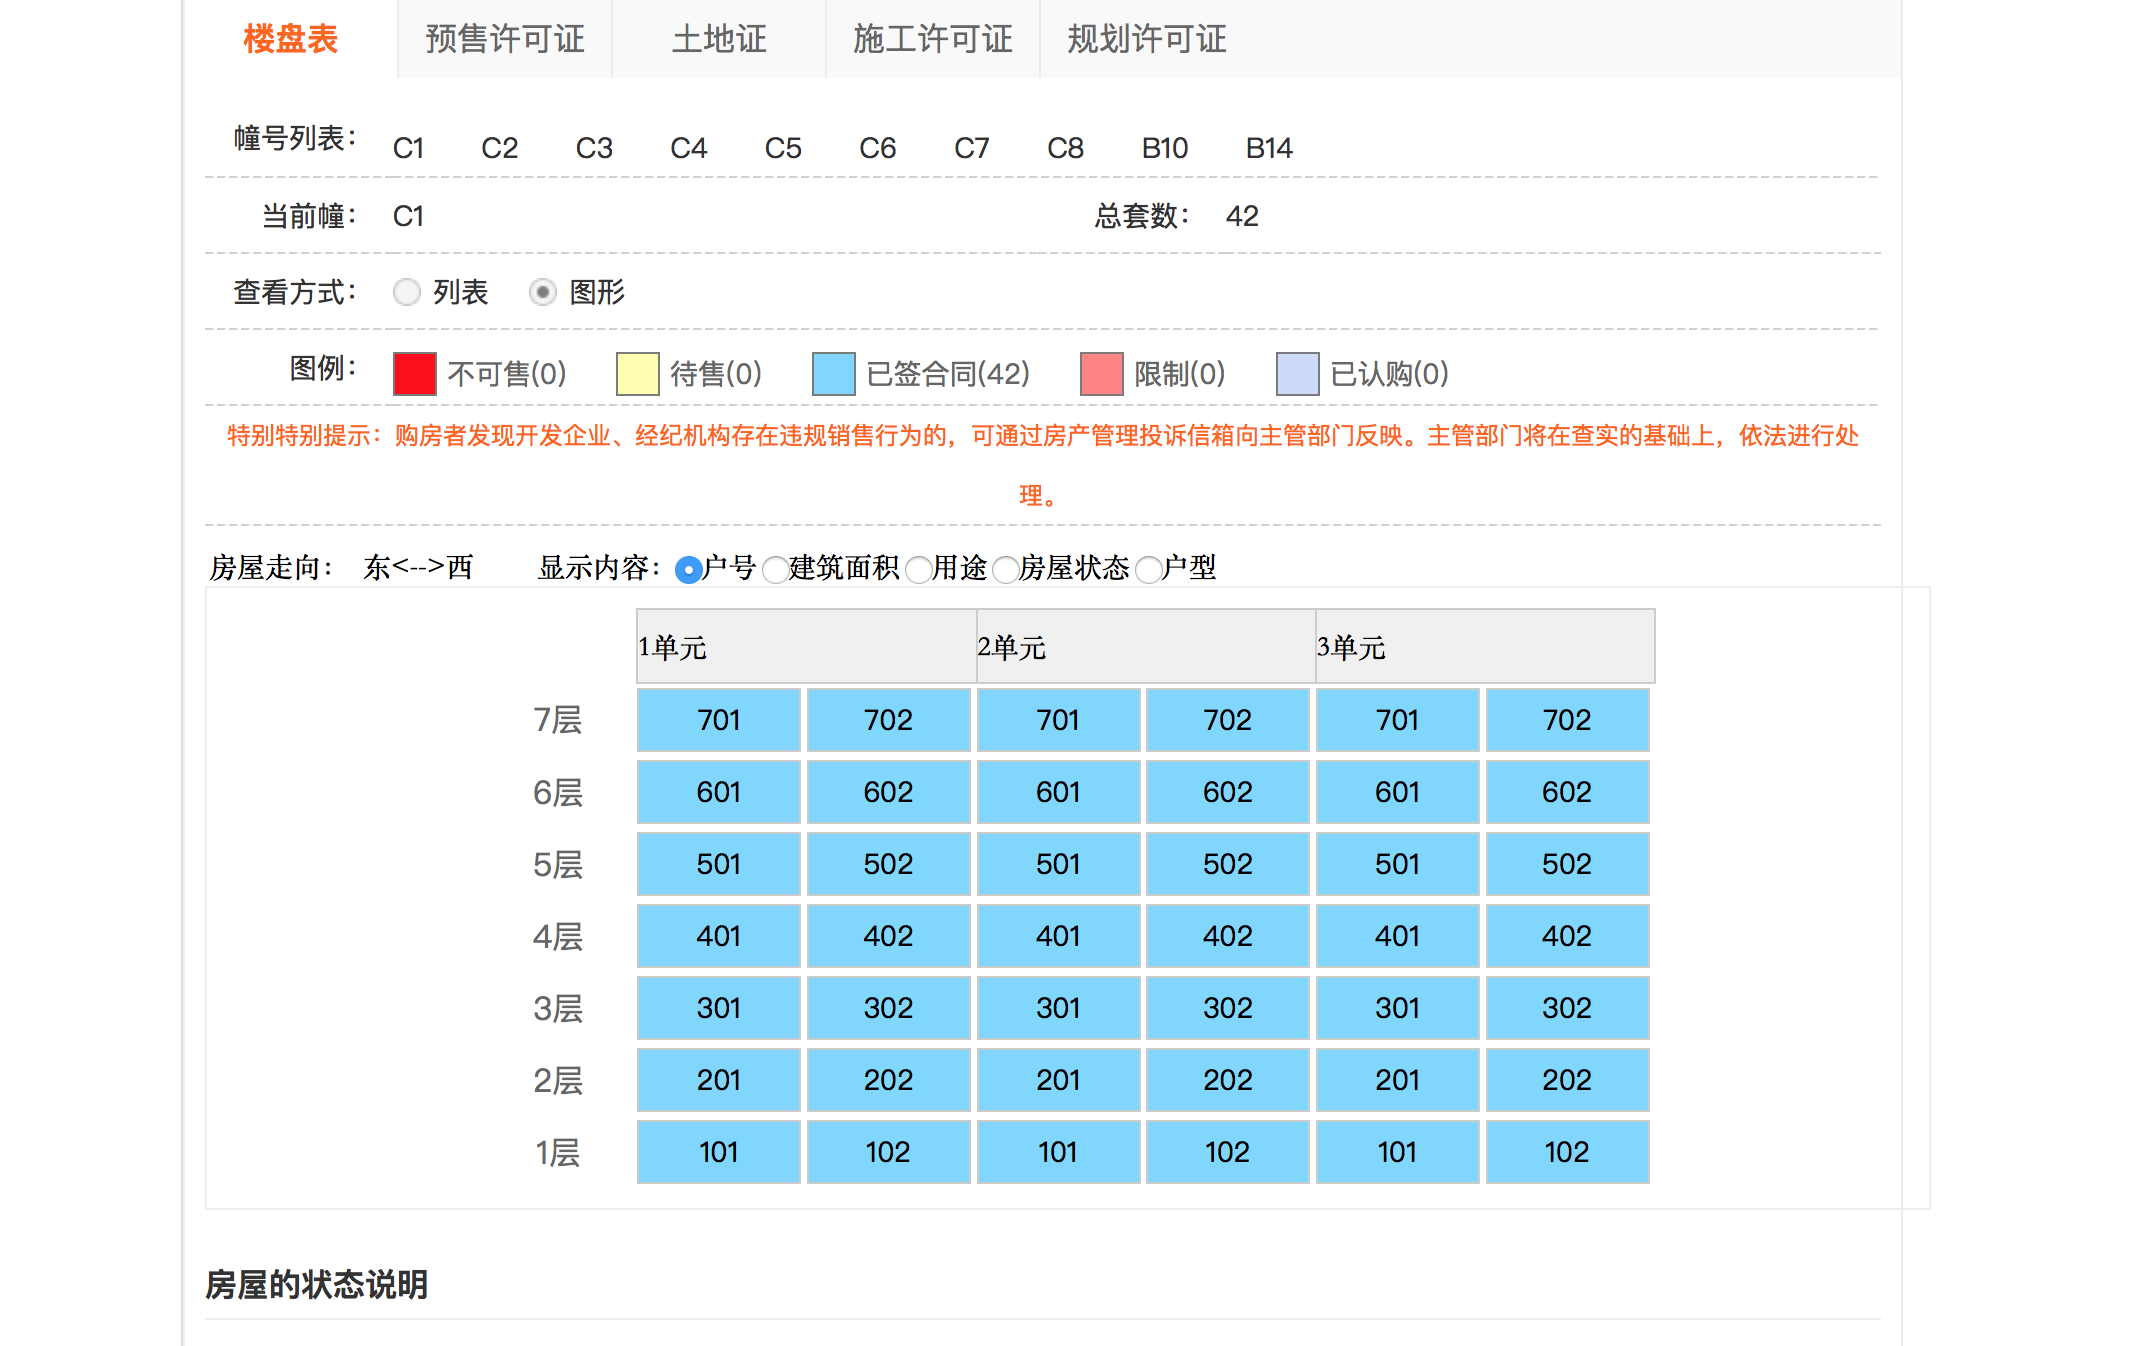 楼盘表 预售许可证 土地证 施工许可证 规划许可证
幢号列表： C1 C2 C3 C4 C5 C6 C7 C8 B10 B14
当前幢： C1 总套数： 42
查看方式： 列表 图形
图例： 不可售(0) 待售(0) 已签合同(42) 限制(0) 已认购(0)
特别特别提示：购房者发现开发企业、经纪机构存在违规销售行为的，可通过房产管理投诉信箱向主管部门反映。主管部门将在查实的基础上，依法进行处
理。
房屋走向： 东<-->西 显示内容：户号 建筑面积 用途 房屋状态 户型
1单元 2单元 3单元
7层 701 702 701 702 701 702
6层 601 602 601 602 601 602
5层 501 502 501 502 501 502
4层 401 402 401 402 401 402
3层 301 302 301 302 301 302
2层 201 202 201 202 201 202
1层 101 102 101 102 101 102
房屋的状态说明